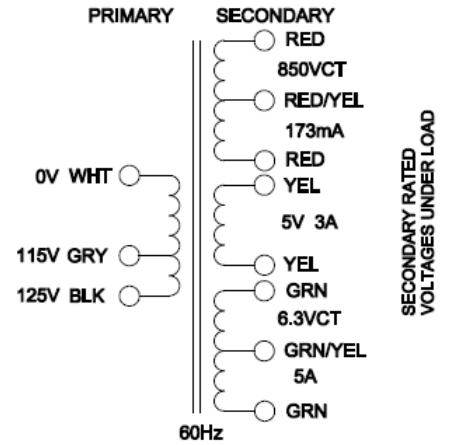 PRIMARY
SECONDARY
RED
850VCT
RED/YEL
173mA
RED
0V WHT
115V GRY
125V BLK
YEL
5V 3A
YEL
GRN
6.3VCT
GRN/YEL
5A
GRN
60Hz
SECONDARY RATED
VOLTAGES UNDER LOAD